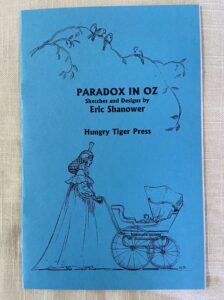 PARADOX IN OZ
Sketches and Designs by
Eric Shanower
Hungry Tiger Press